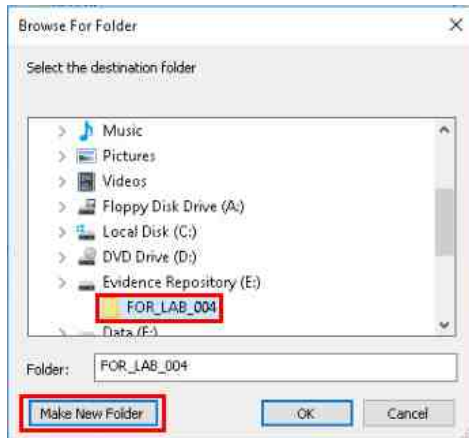 Browse For Folder
Select the destination folder
Music
Pictures
Videos
Floppy Disk Drive (A:)
Local Disk (C:)
DVD Drive (D:)
Evidence Repository (E:)
FOR_LAB_004
Data (F:)
Folder: FOR_LAB_004
Make New Folder OK Cancel